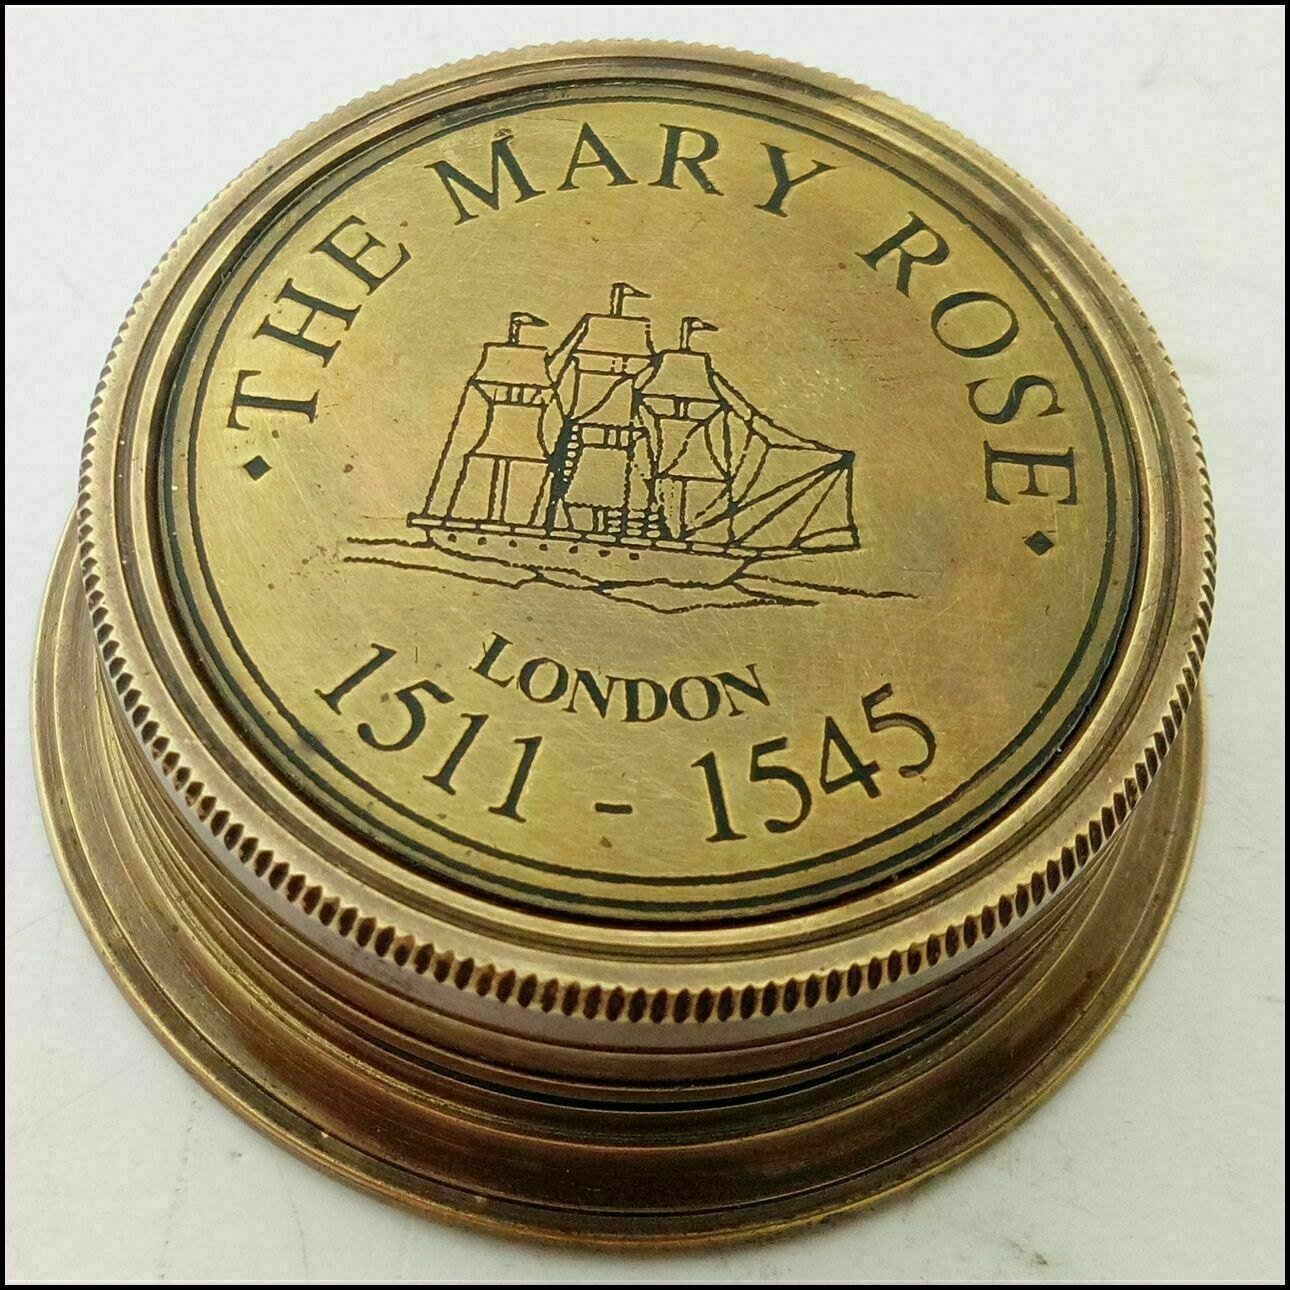 THE MARY ROSE
LONDON
1511 - 1545